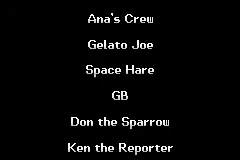 Ana's Crew
Gelato Joe
Space Hare
GB
Don the Sparrow
Ken the Reporter